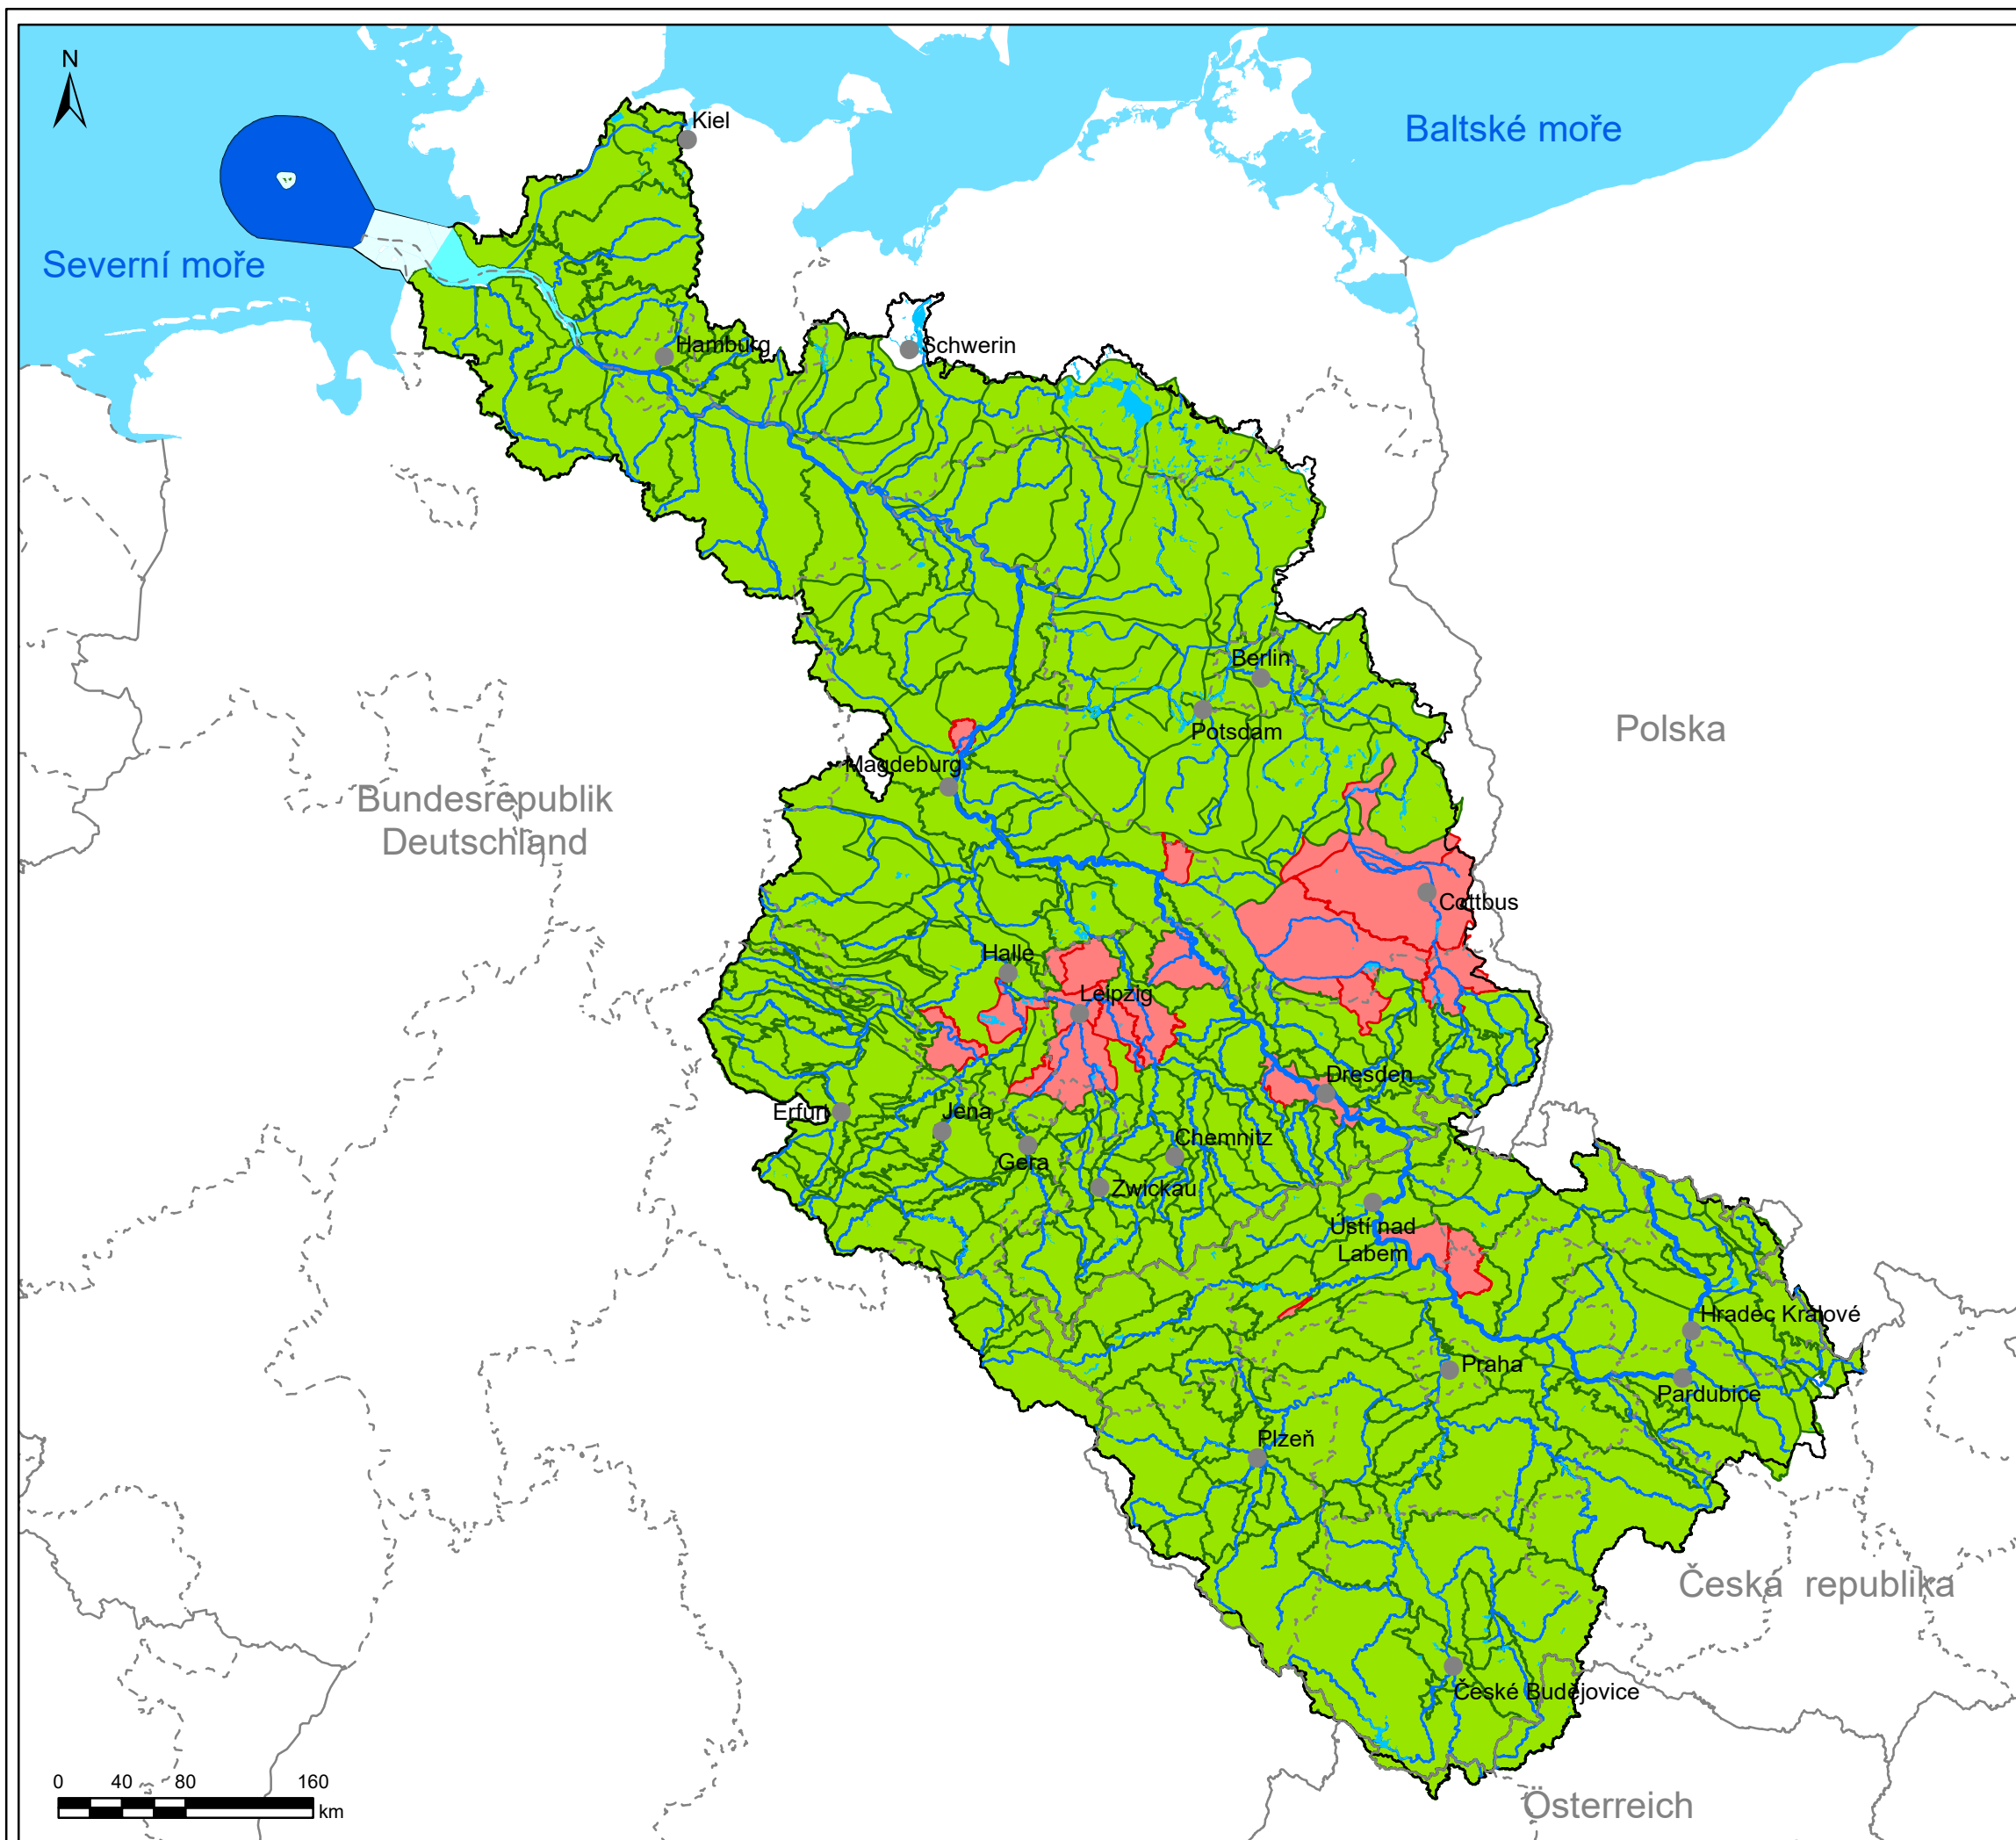 N
Kiel
Baltské moře
Severní moře
Hamburg
Schwerin
Berlin
Polska
Potsdam
Magdeburg
Bundesrepublik
Deutschland
Cottbus
Halle
Leipzig
Dresden
Erfurt
Jena
Chemnitz
Gera
Zwickau
Ústí nad
Labem
Hradec Králové
Praha
Pardubice
Plzeň
Česká republika
České Budějovice
0 40 80 160
km
Österreich